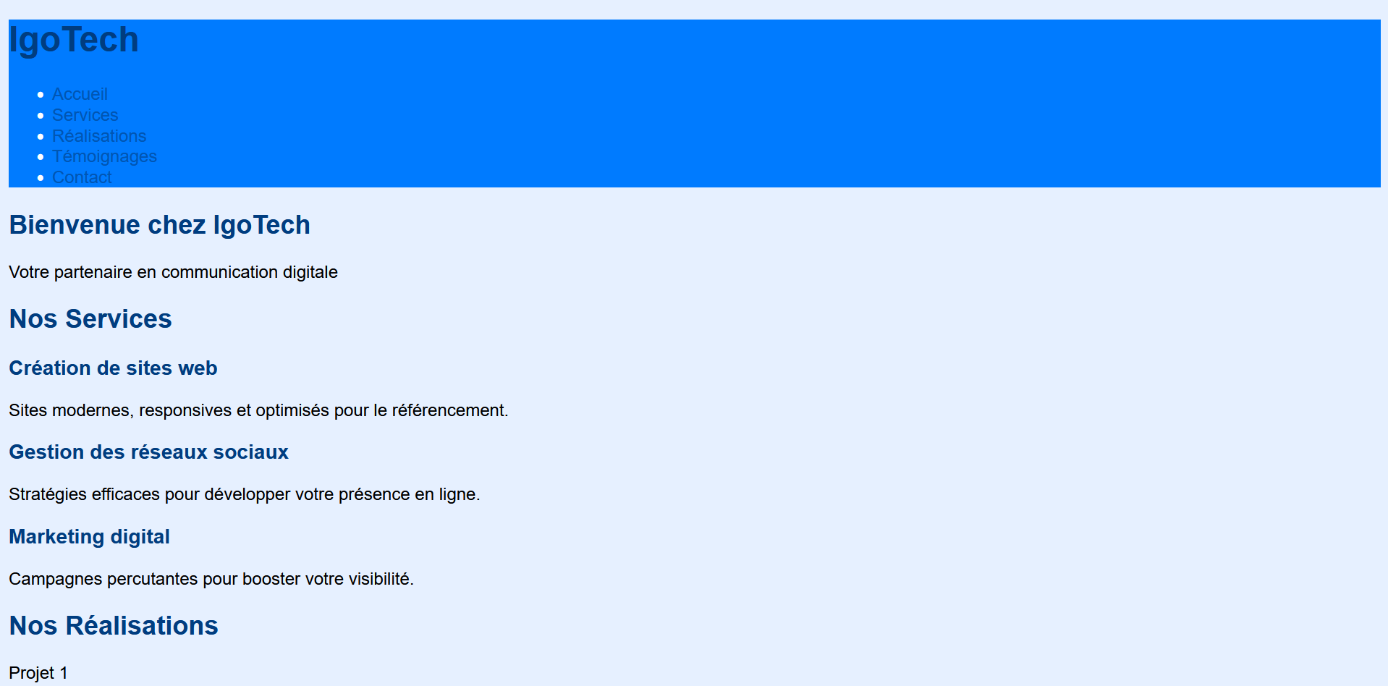 IgoTech
Accueil
Services
Réalisations
Témoignages
Contact
Bienvenue chez IgoTech
Votre partenaire en communication digitale
Nos Services
Création de sites web
Sites modernes, responsives et optimisés pour le référencement.
Gestion des réseaux sociaux
Stratégies efficaces pour développer votre présence en ligne.
Marketing digital
Campagnes percutantes pour booster votre visibilité.
Nos Réalisations
Projet 1